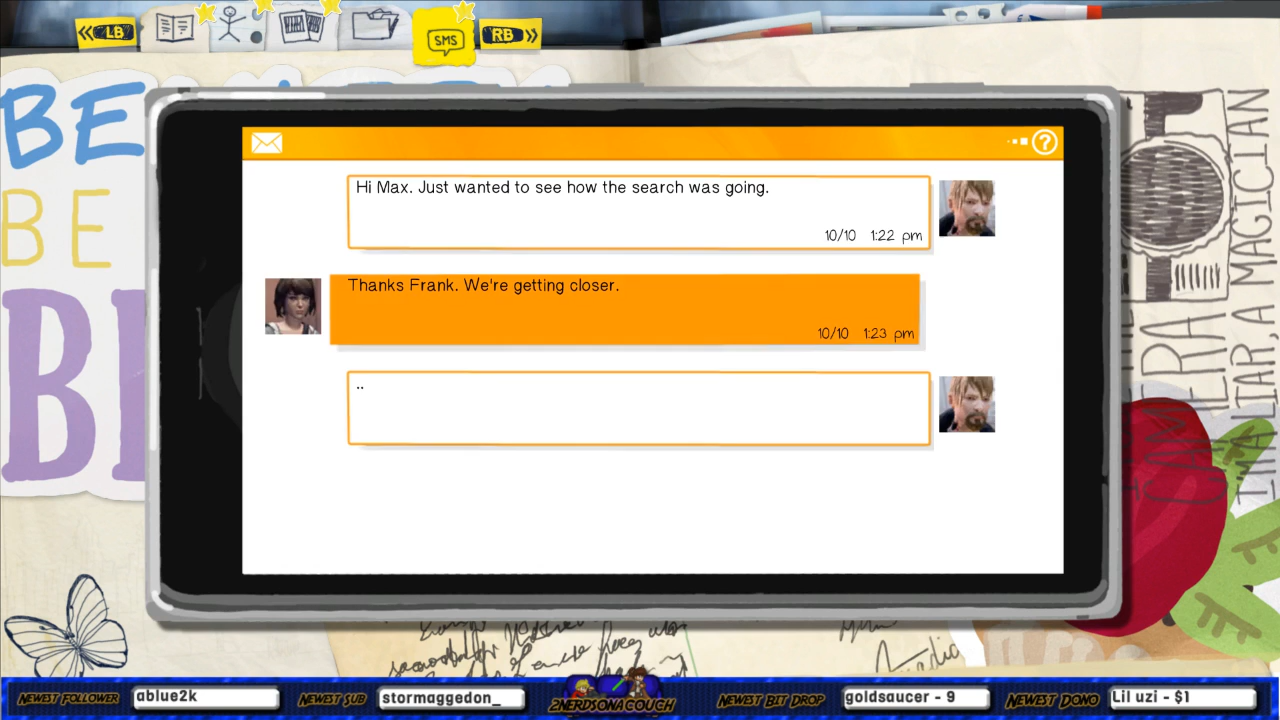 LB
SMS
RB
BE
BE
Hi Max. Just wanted to see how the search was going.
10/10 1:22 pm
Thanks Frank. We're getting closer.
10/10 1:23 pm
..
?
CAMERA
I'M A LIAR, A MAGICIAN
NEWEST FOLLOWER
ablue2k
NEWEST SUB
stormaggedon_
2NERDSONACOUCH
NEWEST BIT DROP
goldsaucer - 9
NEWEST DONO
Lil uzi - $1